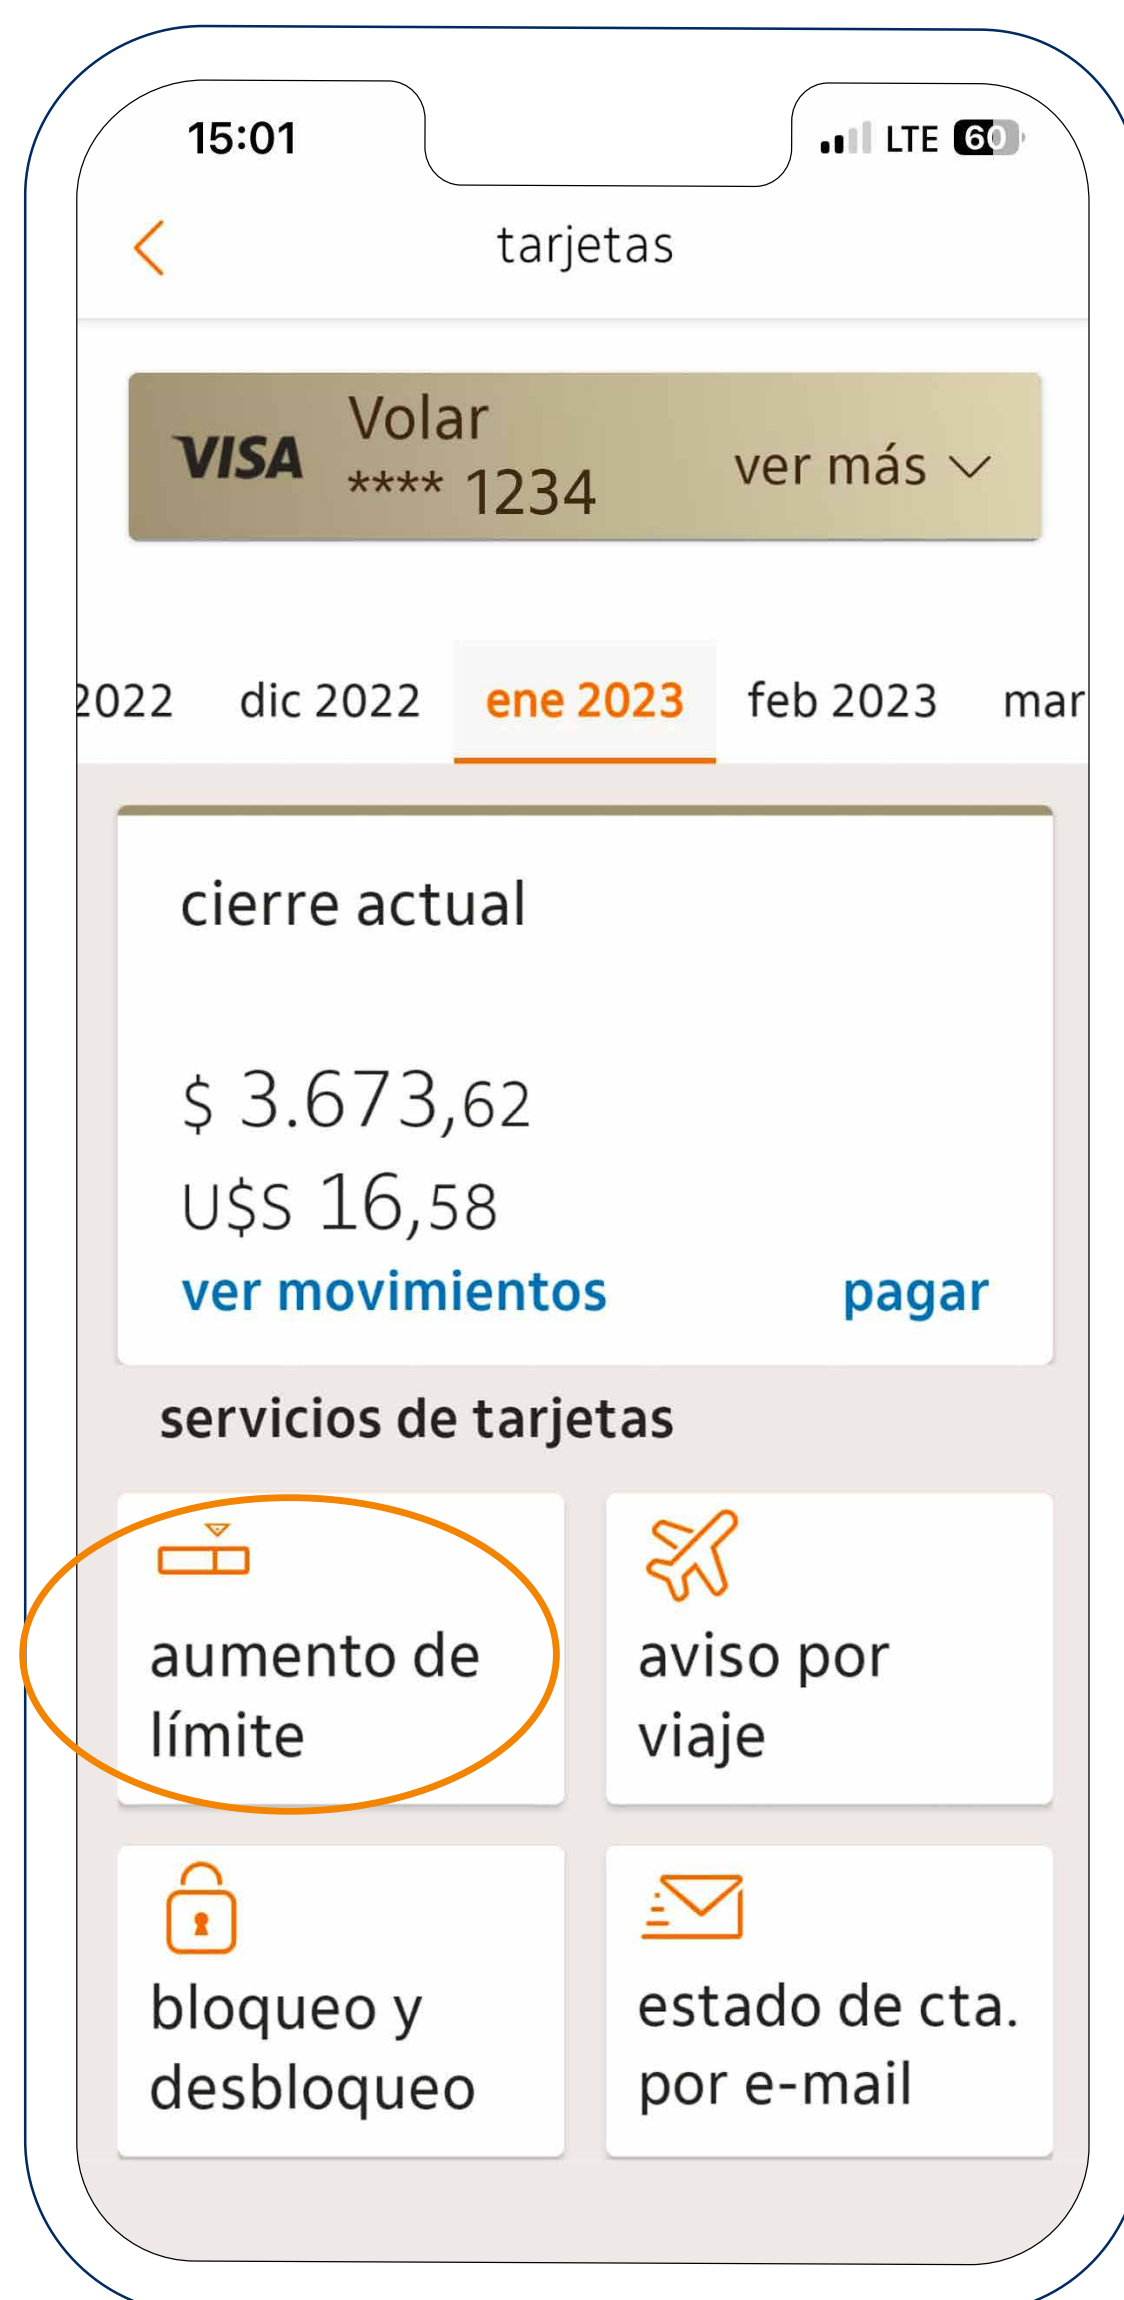 15:01 LTE 60
tarjetas
VISA Volar
**** 1234 ver más
2022 dic 2022 ene 2023 feb 2023 mar
cierre actual
$ 3.673,62
U$S 16,58
ver movimientos pagar
servicios de tarjetas
aumento de
límite
aviso por
viaje
bloqueo y
desbloqueo
estado de cta.
por e-mail